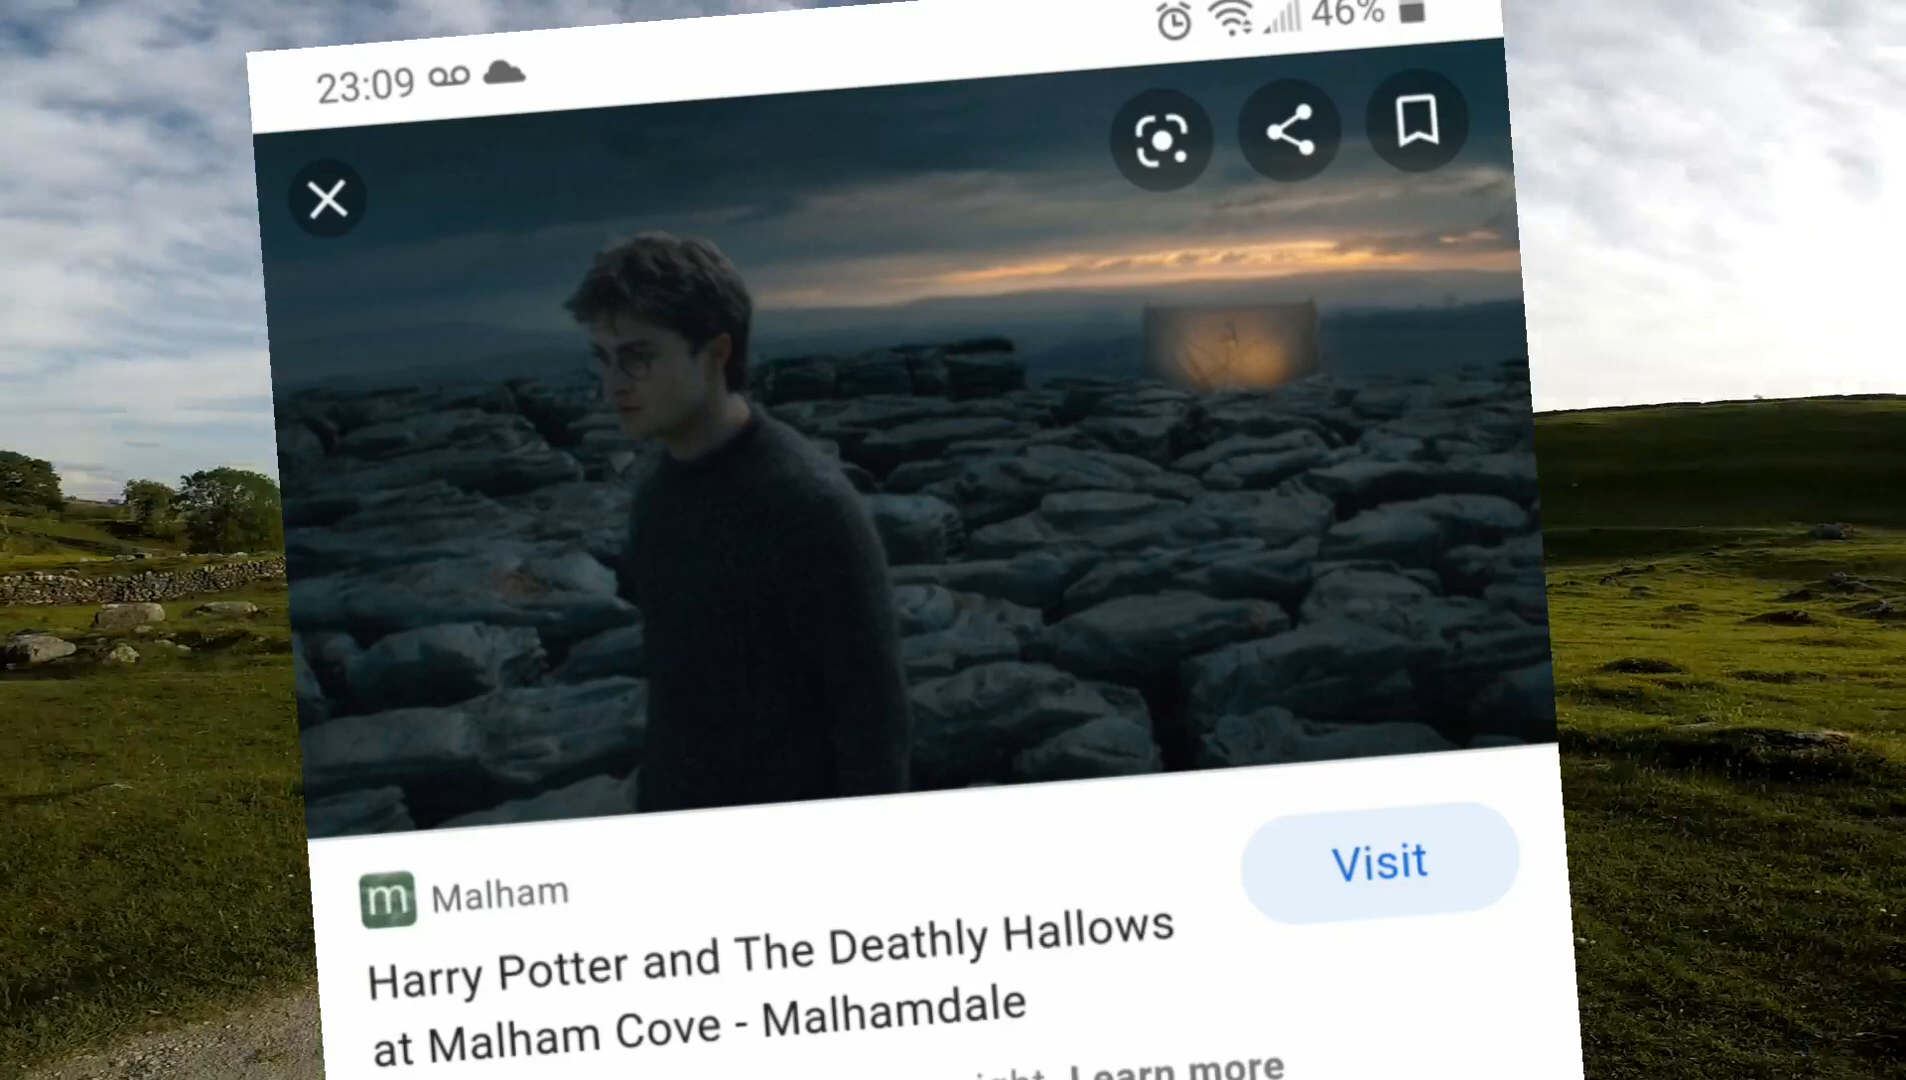 23:09
46%
m Malham
Visit
Harry Potter and The Deathly Hallows
at Malham Cove - Malhamdale
Learn more